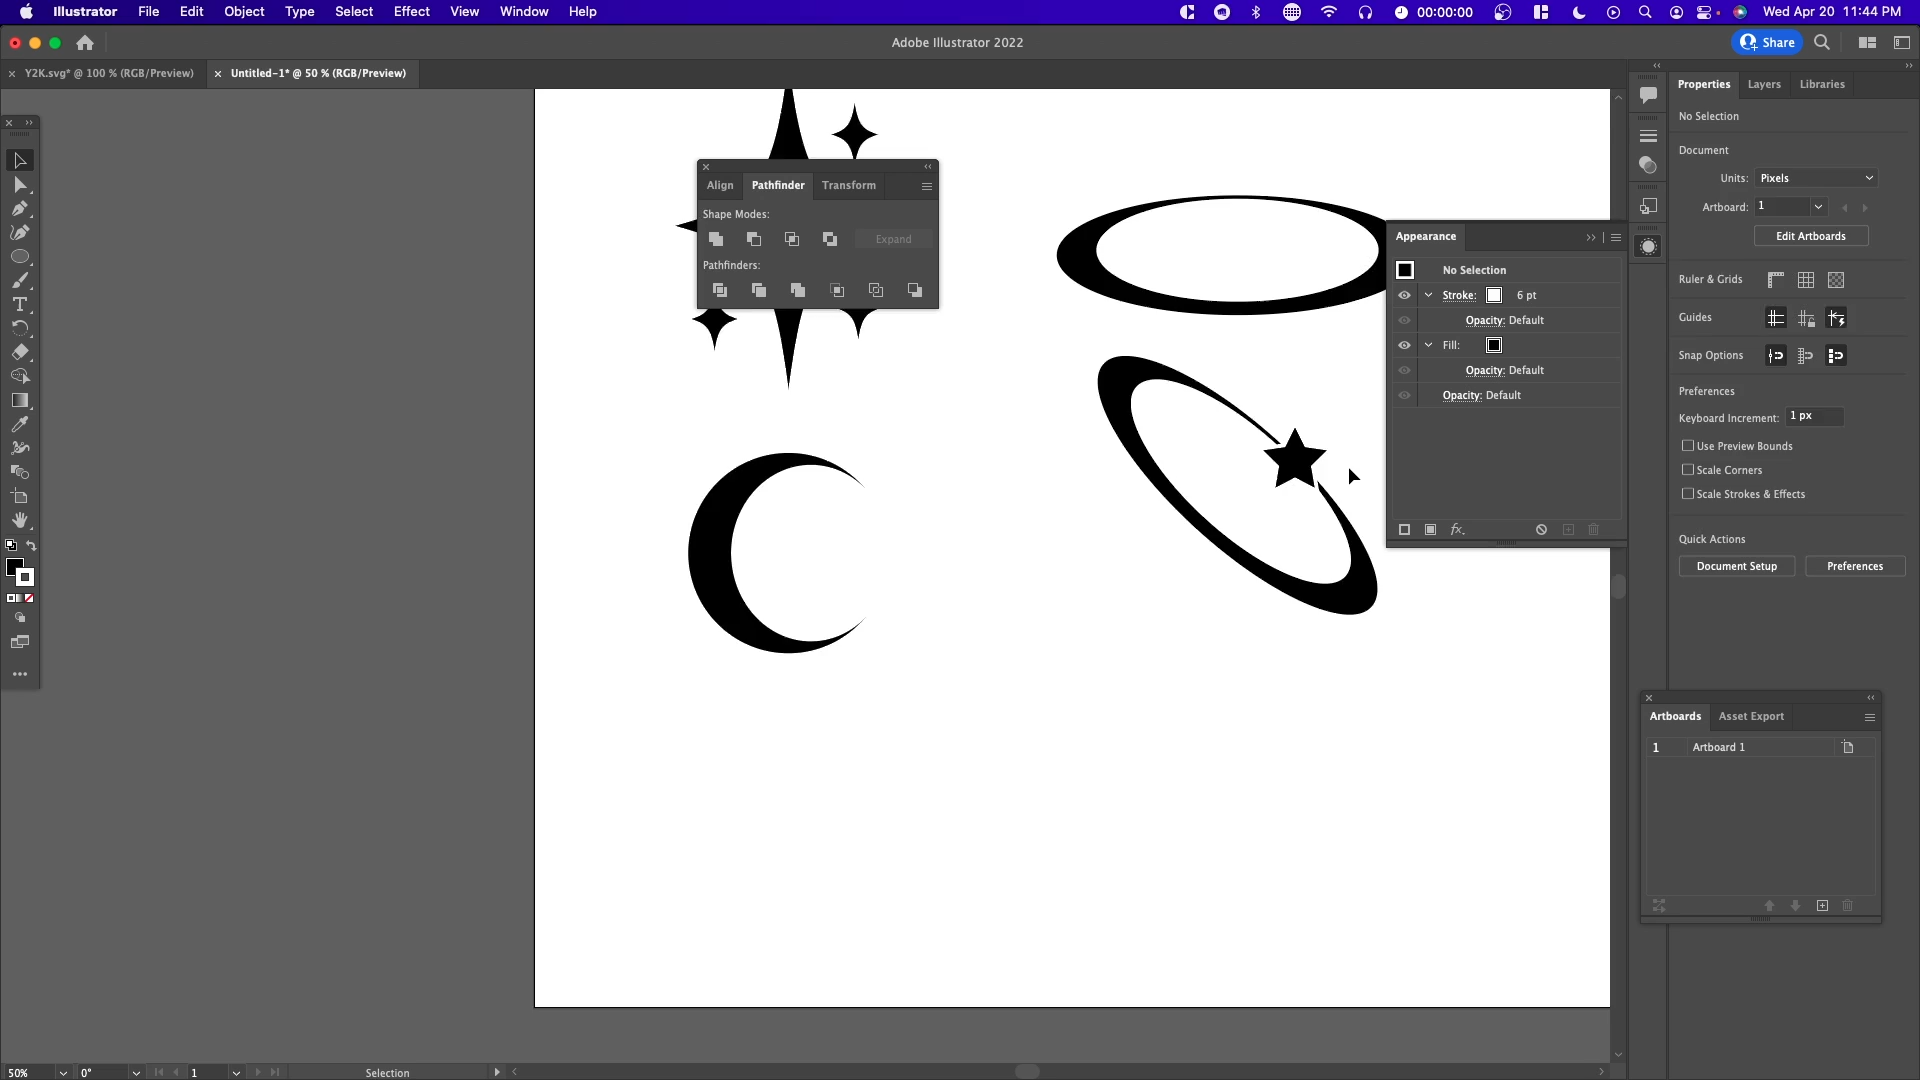 Illustrator File Edit Object Type Select Effect View Window Help 00:00:00 Wed Apr 20 11:44 PM
Adobe Illustrator 2022 Share
Y2K.svg* @ 100 % (RGB/Preview) Untitled-1* @ 50 % (RGB/Preview)
Properties Layers Libraries
No Selection
Document
Units: Pixels
Artboard: 1
Edit Artboards
Ruler & Grids
Guides
Snap Options
Preferences
Keyboard Increment: 1 px
Use Preview Bounds
Scale Corners
Scale Strokes & Effects
Quick Actions
Document Setup Preferences
Align Pathfinder Transform
Shape Modes:
Expand
Pathfinders:
Appearance
No Selection
Stroke: 6 pt
Opacity: Default
Fill:
Opacity: Default
Opacity: Default
fx.
Artboards Asset Export
1 Artboard 1
50% 0° 1 Selection